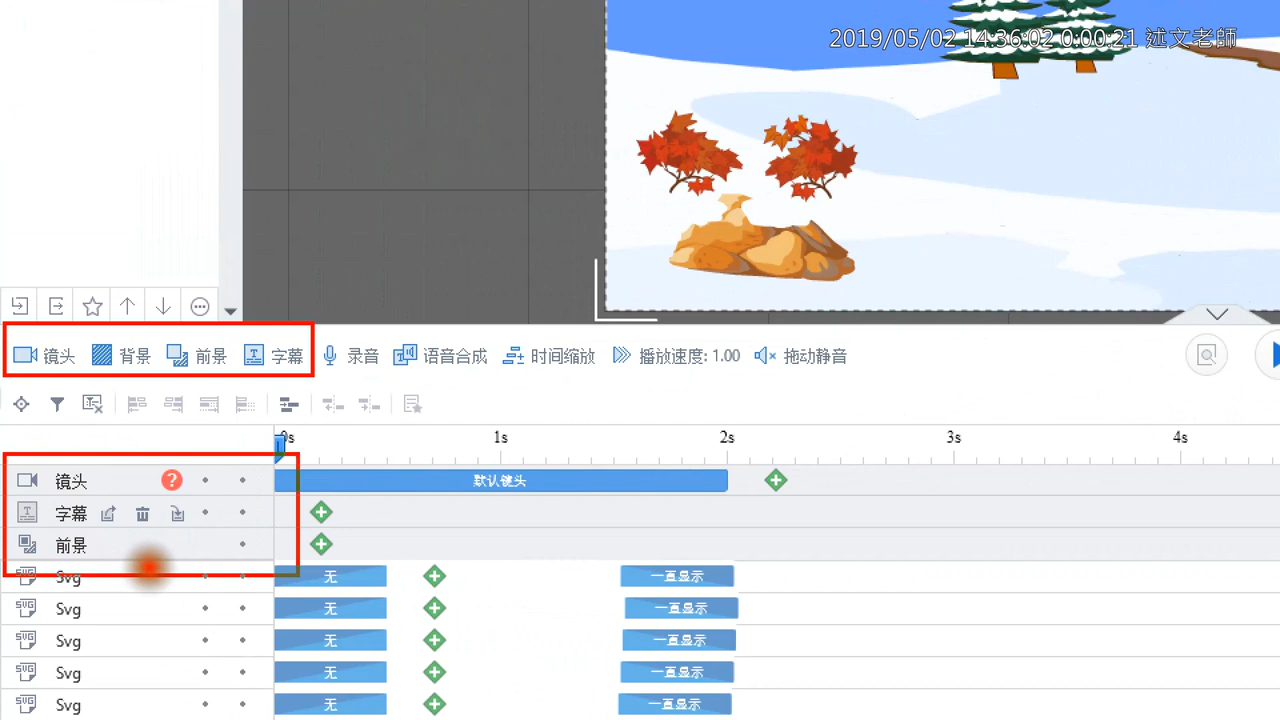 2019/05/02 14:36:02 0:00:21 述文老師
镜头 背景 前景 字幕 录音 语音合成 时间缩放 播放速度: 1.00 拖动静音
0s 1s 2s 3s 4s
镜头 ? 默认镜头
字幕
前景
Svg 无 一直显示
Svg 无 一直显示
Svg 无 一直显示
Svg 无 一直显示
Svg 无 一直显示